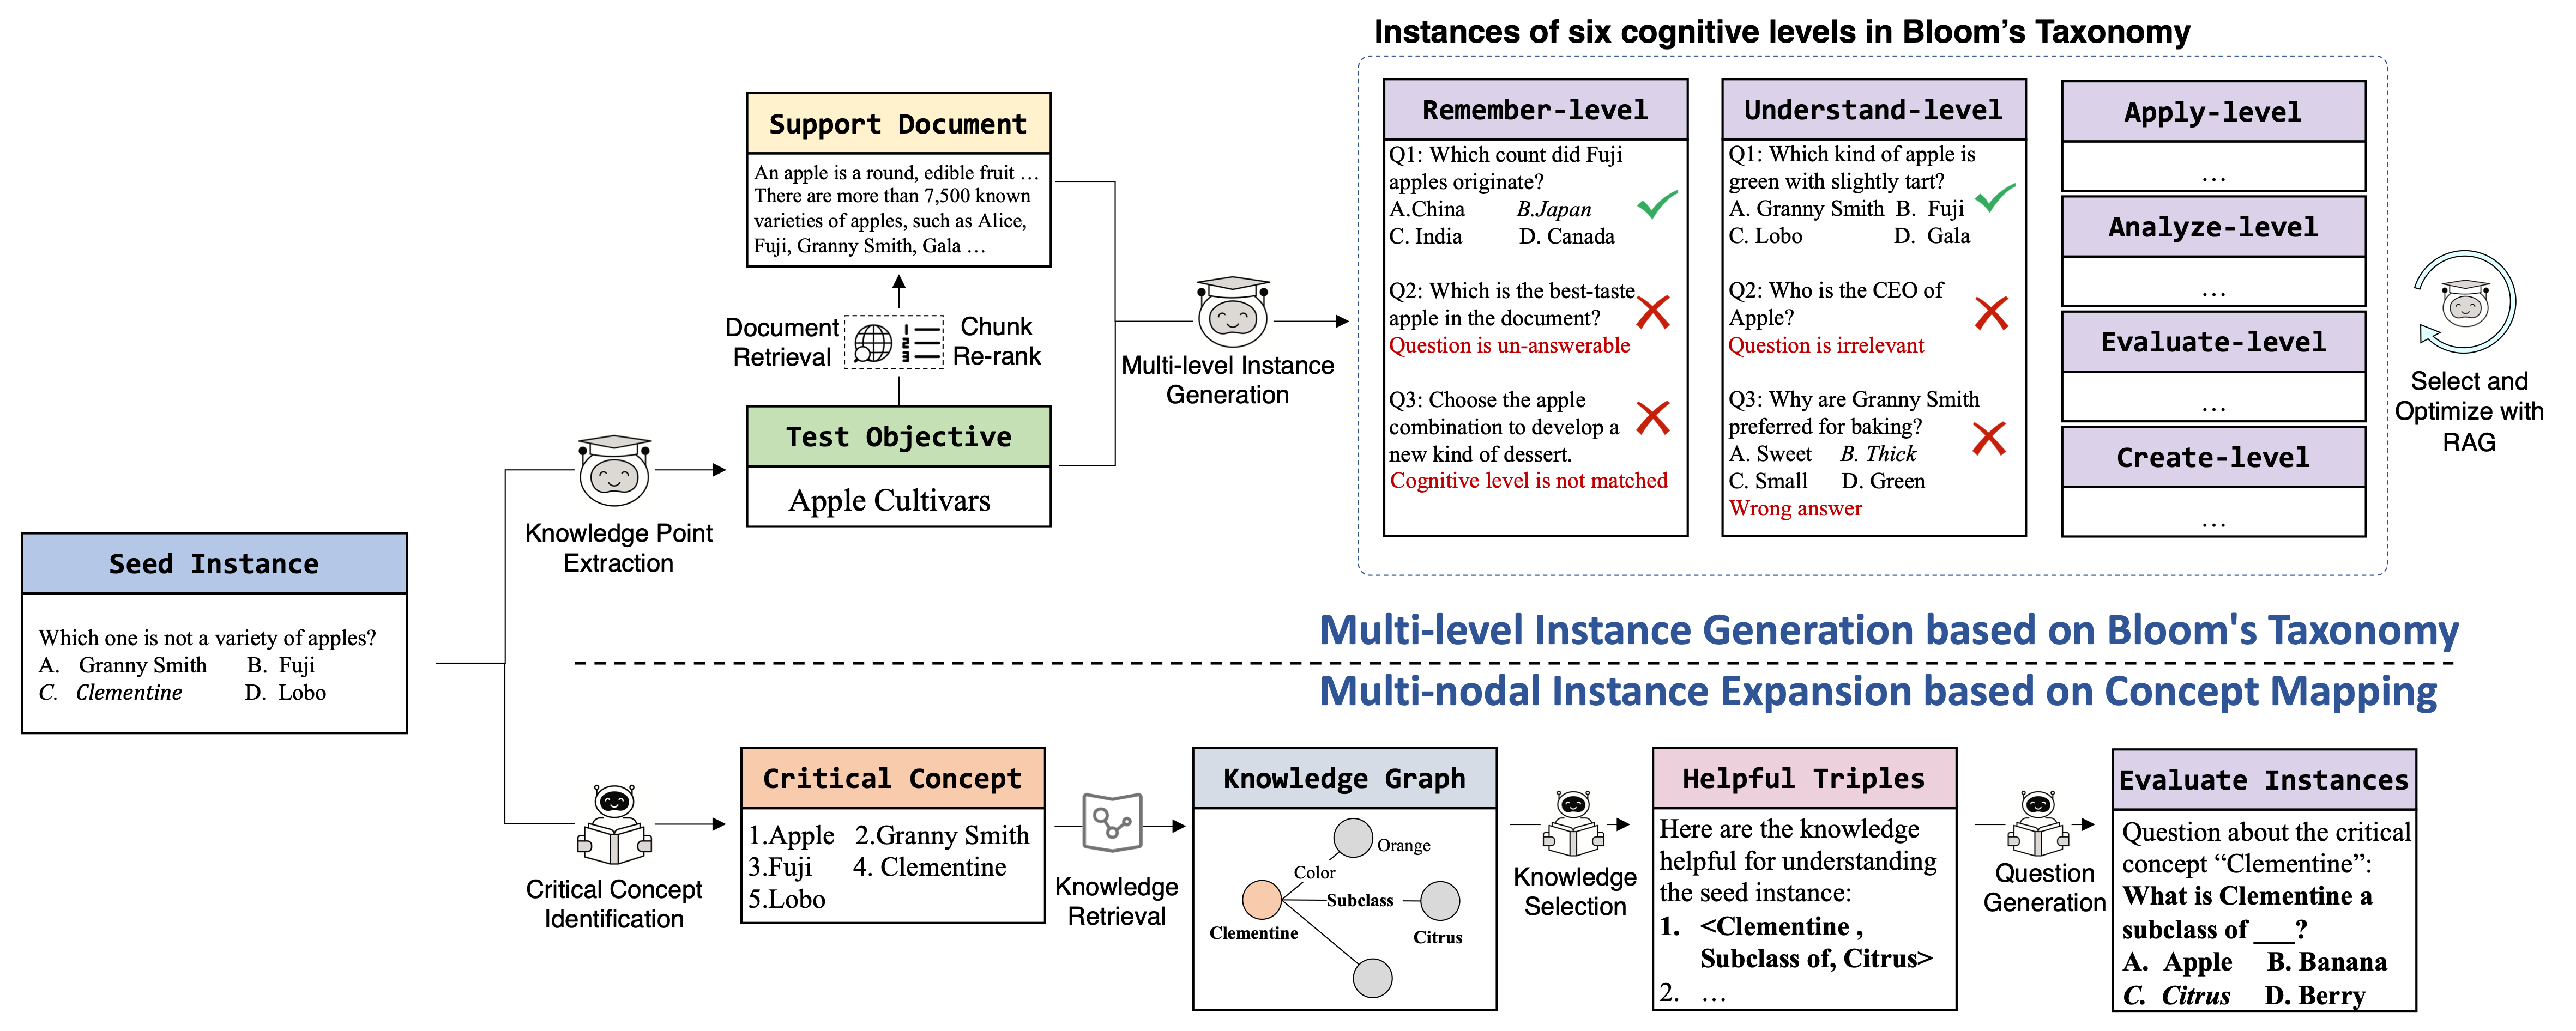 Instances of six cognitive levels in Bloom’s Taxonomy
Support Document
An apple is a round, edible fruit …
There are more than 7,500 known
varieties of apples, such as Alice,
Fuji, Granny Smith, Gala …
Document
Retrieval
Chunk
Re-rank
Test Objective
Apple Cultivars
Knowledge Point
Extraction
Multi-level Instance
Generation
Remember-level
Q1: Which count did Fuji
apples originate?
A.China B.Japan
C. India D. Canada
Q2: Which is the best-taste
apple in the document?
Question is un-answerable
Q3: Choose the apple
combination to develop a
new kind of dessert.
Cognitive level is not matched
Understand-level
Q1: Which kind of apple is
green with slightly tart?
A. Granny Smith B. Fuji
C. Lobo D. Gala
Q2: Who is the CEO of
Apple?
Question is irrelevant
Q3: Why are Granny Smith
preferred for baking?
A. Sweet B. Thick
C. Small D. Green
Wrong answer
Apply-level
…
Analyze-level
…
Evaluate-level
…
Create-level
…
Select and
Optimize with
RAG
Seed Instance
Which one is not a variety of apples?
A. Granny Smith B. Fuji
C. Clementine D. Lobo
Multi-level Instance Generation based on Bloom's Taxonomy
Multi-nodal Instance Expansion based on Concept Mapping
Critical Concept
Identification
Critical Concept
1.Apple 2.Granny Smith
3.Fuji 4. Clementine
5.Lobo
Knowledge
Retrieval
Knowledge Graph
Orange
Color
Subclass
Clementine
Citrus
Knowledge
Selection
Helpful Triples
Here are the knowledge
helpful for understanding
the seed instance:
1. <Clementine ,
Subclass of, Citrus>
2. …
Question
Generation
Evaluate Instances
Question about the critical
concept “Clementine”:
What is Clementine a
subclass of ___?
A. Apple B. Banana
C. Citrus D. Berry